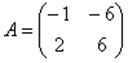 A = ( -1 -6
2 6 )